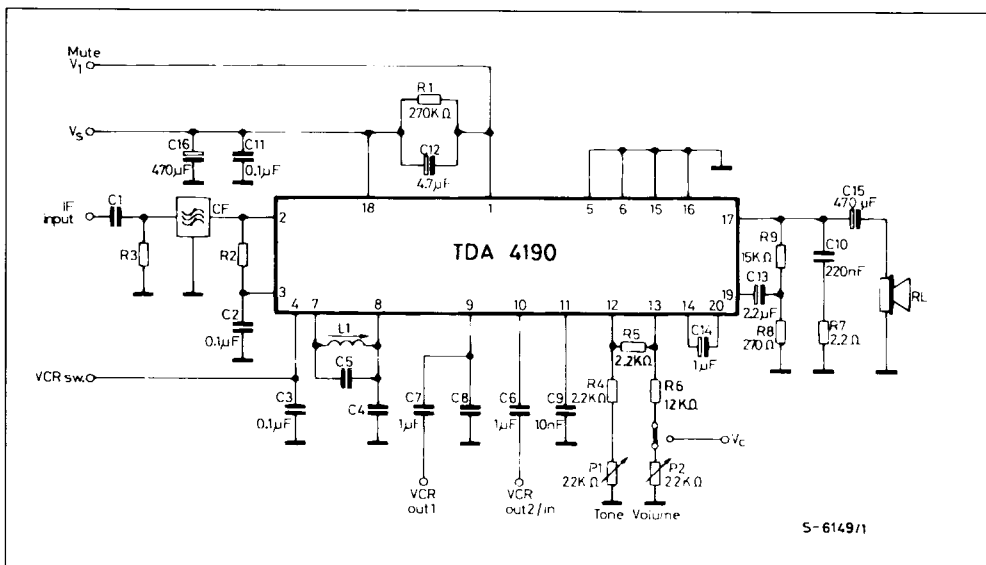 Mute
V1
R1
270KΩ
Vs
C16
470µF
C11
0.1µF
C12
4.7µF
C1
iF
input
CF
R3
R2
2
3
C2
0.1µF
18
1
5
6
15
16
TDA 4190
17
19
R9
15KΩ
C13
2.2µF
R8
270Ω
C15
470 µF
C10
220nF
R7
2.2Ω
RL
4
7
8
9
10
11
12
13
14
20
L1
C5
R5
2.2KΩ
C14
1µF
VCR sw.
C3
0.1µF
C4
C7
1µF
C8
C6
1µF
C9
10nF
R4
2.2KΩ
R6
12KΩ
Vc
P1
22KΩ
P2
22KΩ
VCR
out1
VCR
out2/in
Tone Volume
S-6149/1